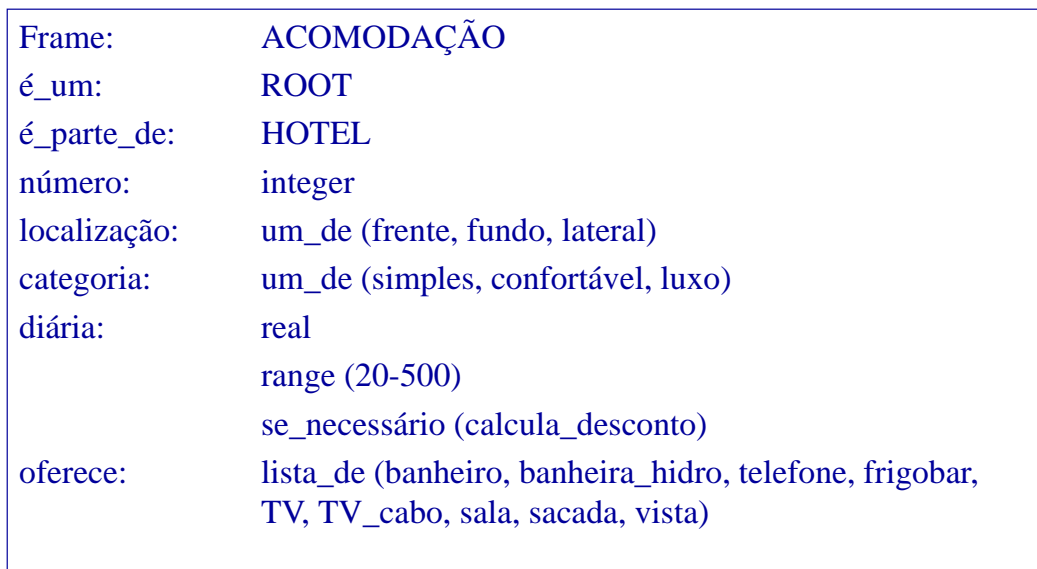 Frame: ACOMODAÇÃO
é_um: ROOT
é_parte_de: HOTEL
número: integer
localização: um_de (frente, fundo, lateral)
categoria: um_de (simples, confortável, luxo)
diária: real
range (20-500)
se_necessário (calcula_desconto)
oferece: lista_de (banheiro, banheira_hidro, telefone, frigobar,
TV, TV_cabo, sala, sacada, vista)